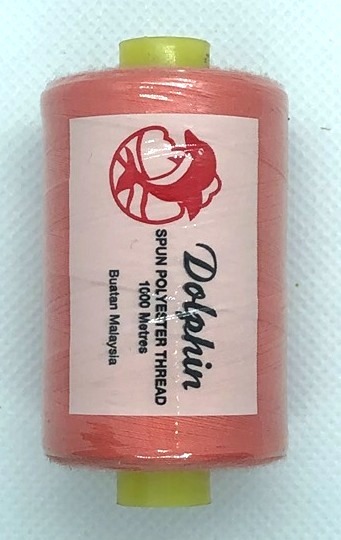 Dolphin
SPUN POLYESTER THREAD
1000 Metres
Buatan Malaysia